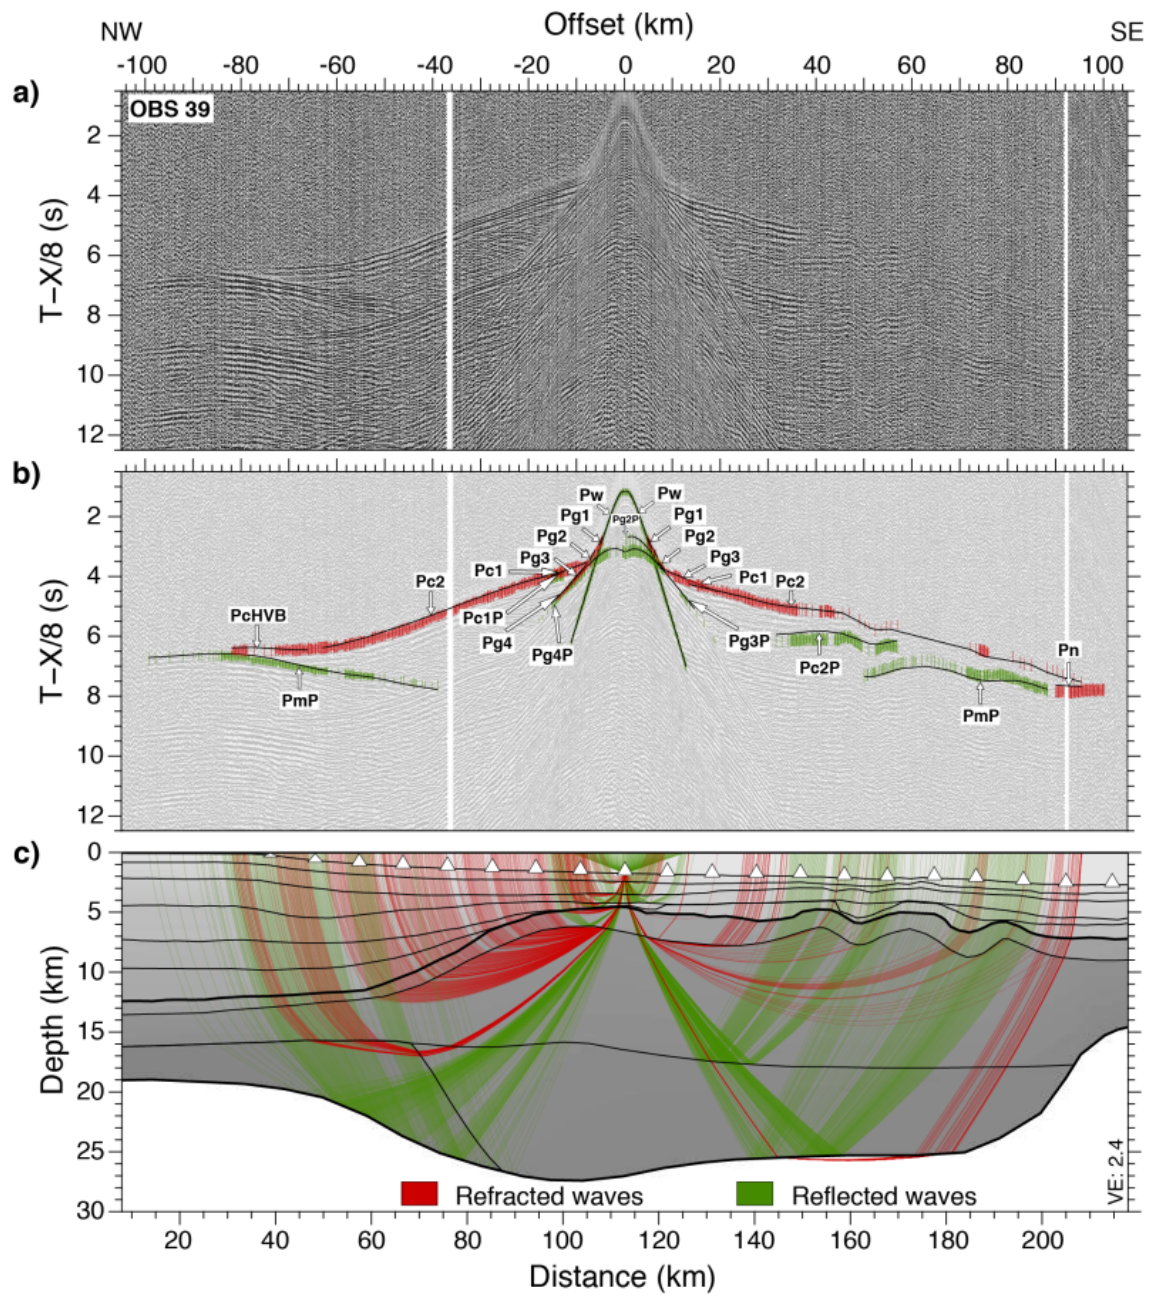 Offset (km)
NW
SE
-100 -80 -60 -40 -20 0 20 40 60 80 100
a)
OBS 39
2
4
6
8
10
12
T–X/8 (s)
b)
2
4
6
8
10
12
T–X/8 (s)
Pw
Pw
Pg1
Pg2P
Pg1
Pg2
Pg2
Pg3
Pg3
Pc1
Pc1
Pc2
Pc2
PcHVB
Pc1P
Pg4
Pg4P
Pg3P
Pc2P
Pn
PmP
PmP
c)
0
5
10
15
20
25
30
Depth (km)
VE: 2.4
Refracted waves
Reflected waves
20 40 60 80 100 120 140 160 180 200
Distance (km)